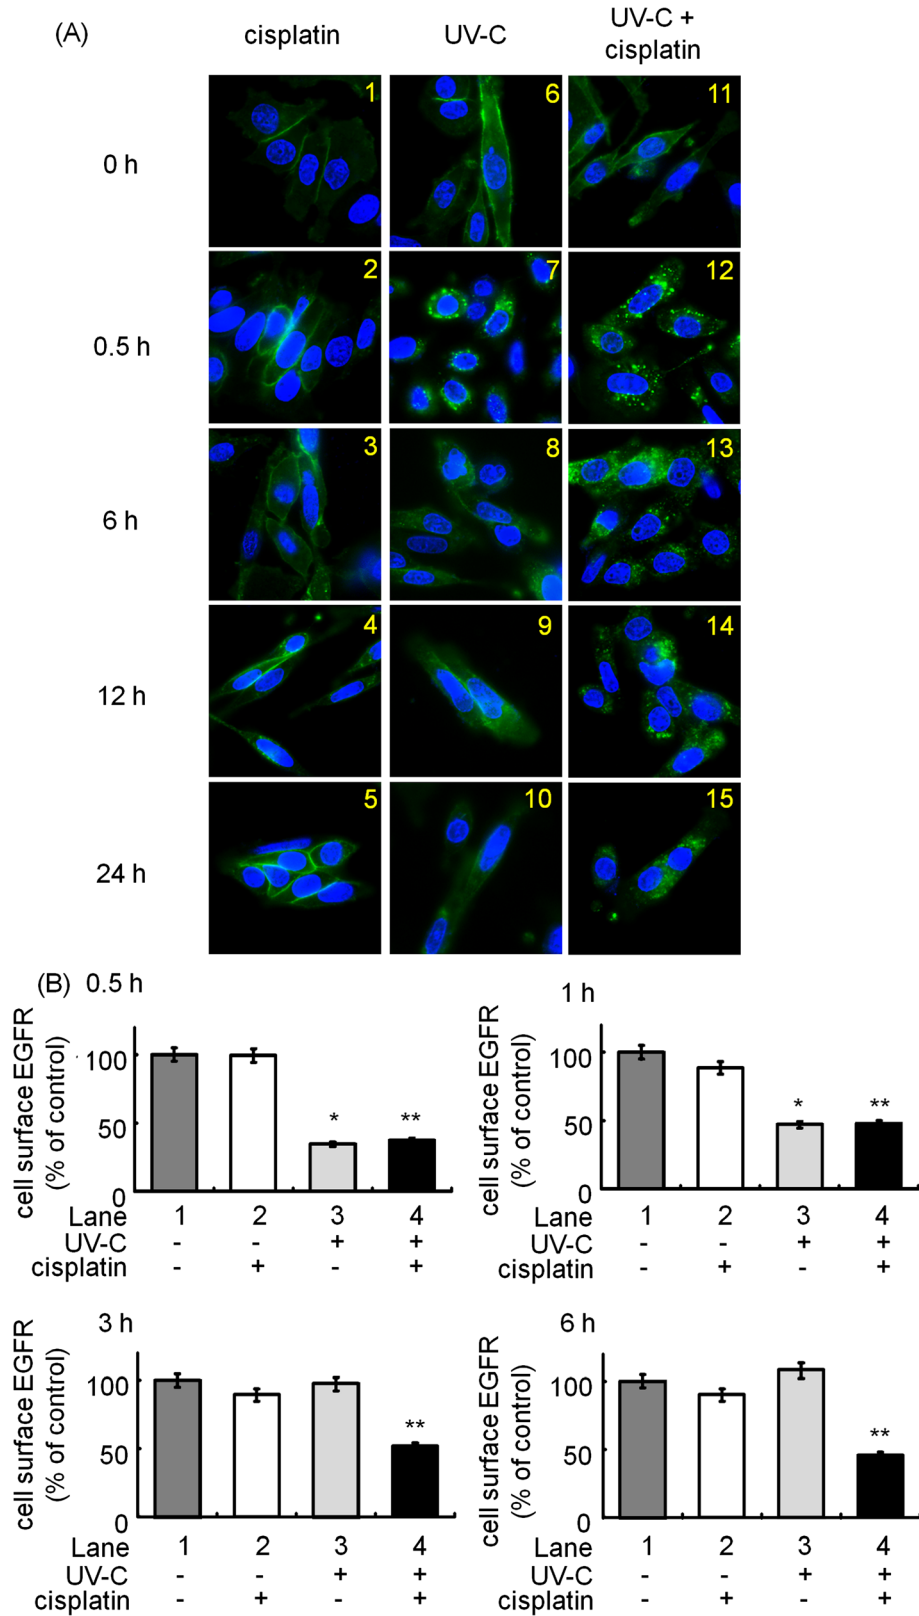 (A)
cisplatin
UV-C
UV-C +
cisplatin
0 h
1
6
11
0.5 h
2
7
12
6 h
3
8
13
12 h
4
9
14
24 h
5
10
15
(B)
0.5 h
cell surface EGFR
(% of control)
100
50
0
*
**
Lane 1 2 3 4
UV-C - - + +
cisplatin - + - +
1 h
cell surface EGFR
(% of control)
100
50
0
*
**
Lane 1 2 3 4
UV-C - - + +
cisplatin - + - +
3 h
cell surface EGFR
(% of control)
100
50
0
**
Lane 1 2 3 4
UV-C - - + +
cisplatin - + - +
6 h
cell surface EGFR
(% of control)
100
50
0
**
Lane 1 2 3 4
UV-C - - + +
cisplatin - + - +